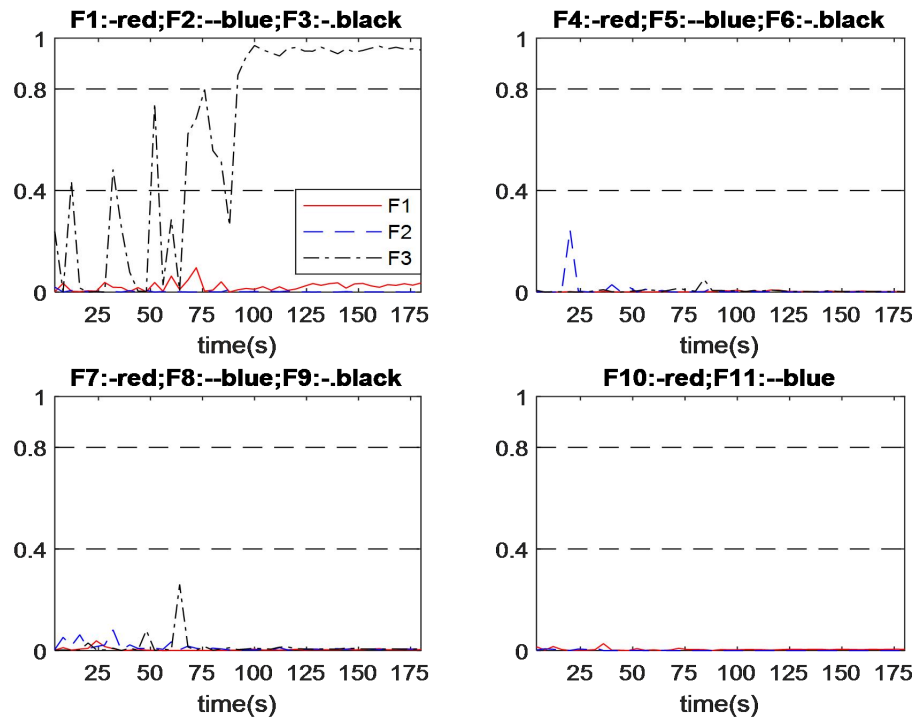 F1:-red;F2:--blue;F3:-.black
1
0.8
0.4
0
F1
F2
F3
25 50 75 100 125 150 175
time(s)
F4:-red;F5:--blue;F6:-.black
1
0.8
0.4
0
25 50 75 100 125 150 175
time(s)
F7:-red;F8:--blue;F9:-.black
1
0.8
0.4
0
25 50 75 100 125 150 175
time(s)
F10:-red;F11:--blue
1
0.8
0.4
0
25 50 75 100 125 150 175
time(s)